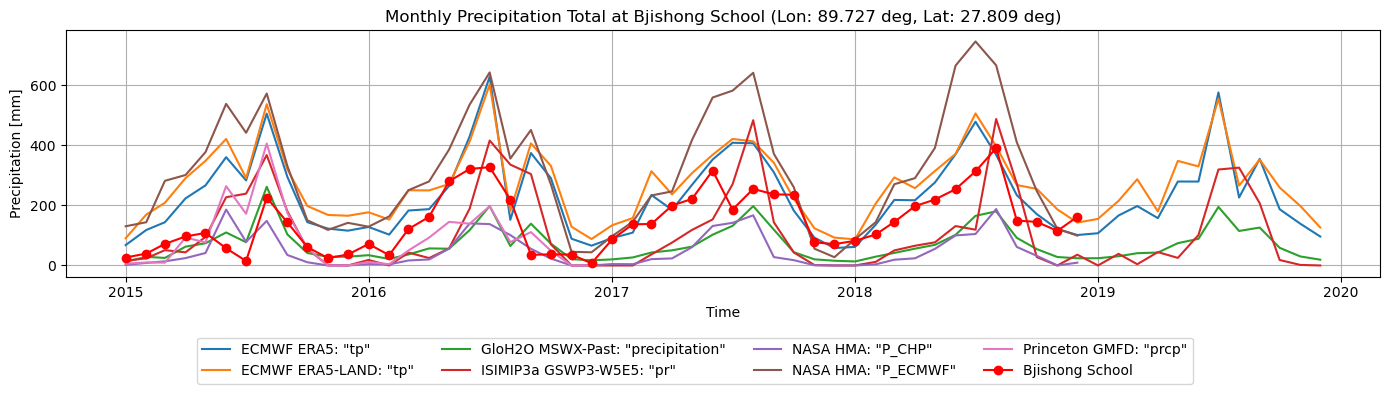 Monthly Precipitation Total at Bjishong School (Lon: 89.727 deg, Lat: 27.809 deg)
Precipitation [mm]
600
400
200
0
2015 2016 2017 2018 2019 2020
Time
ECMWF ERA5: "tp" GloH2O MSWX-Past: "precipitation" NASA HMA: "P_CHP" Princeton GMFD: "prcp"
ECMWF ERA5-LAND: "tp" ISIMIP3a GSWP3-W5E5: "pr" NASA HMA: "P_ECMWF" Bjishong School